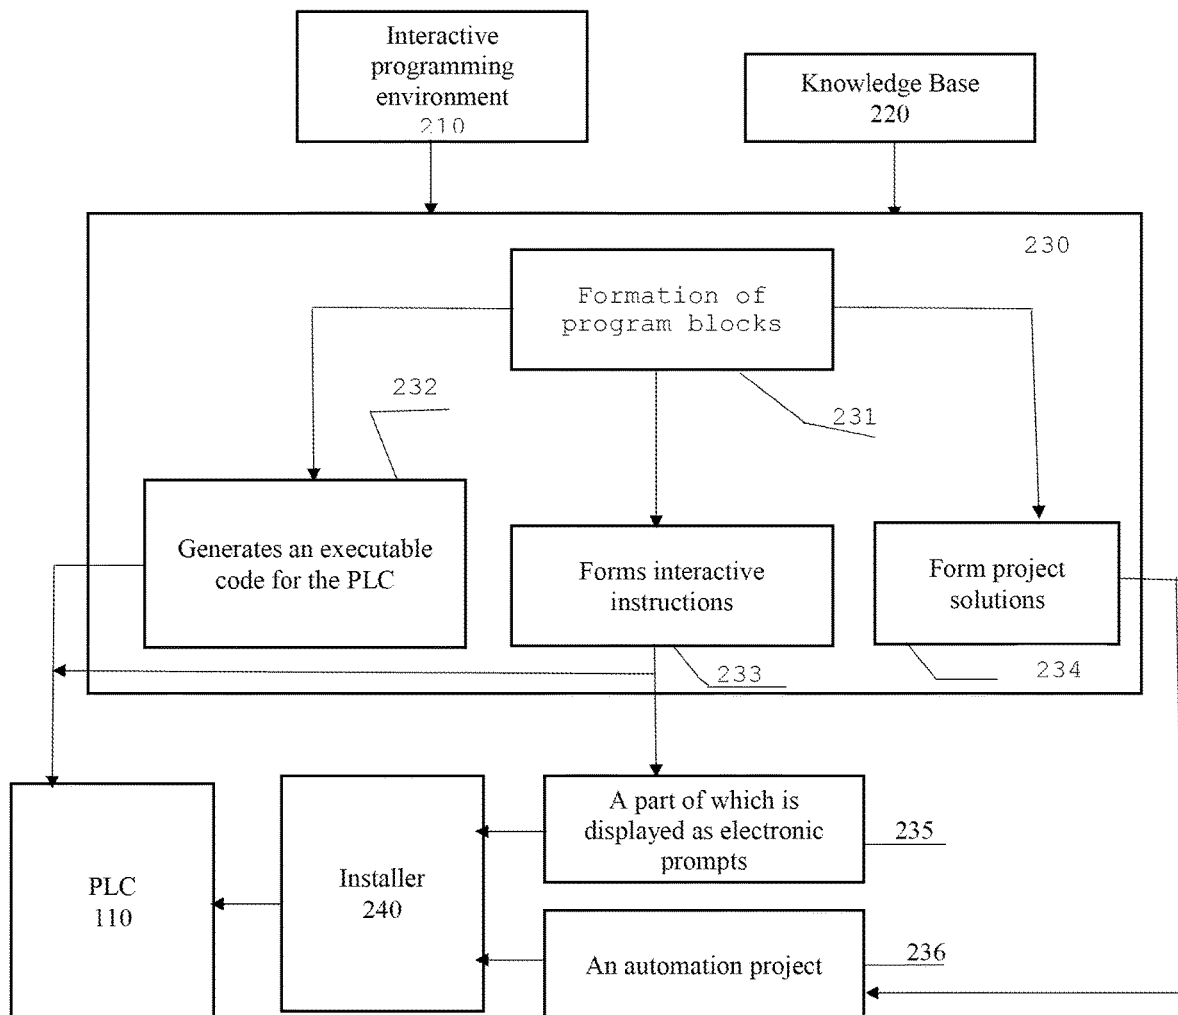 Interactive
programming
environment
210
Knowledge Base
220
230
Formation of
program blocks
232
231
Generates an executable
code for the PLC
Forms interactive
instructions
Form project
solutions
233
234
A part of which is
displayed as electronic
prompts
235
PLC
110
Installer
240
An automation project
236